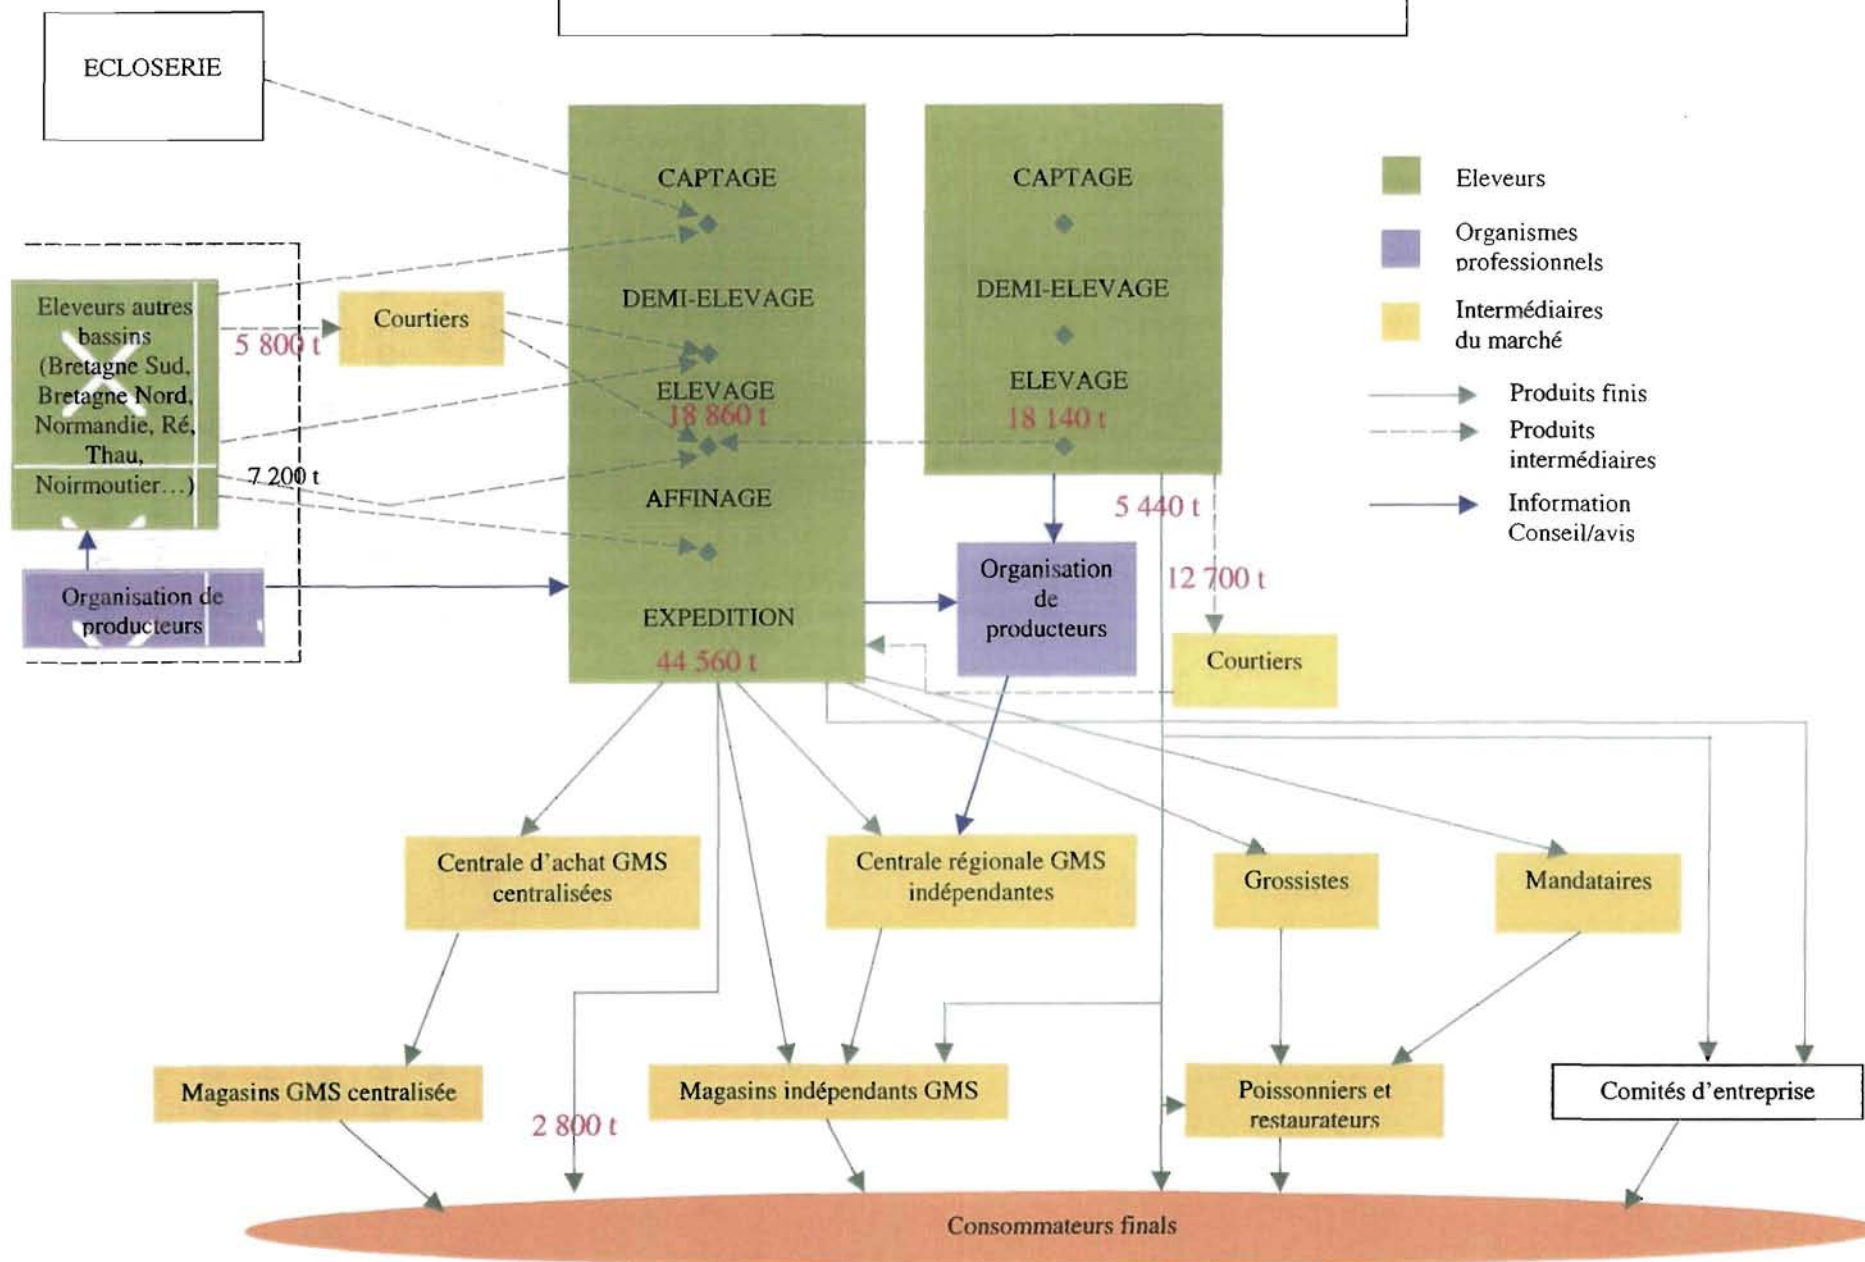 ECLOSERIE
Eleveurs autres
bassins
(Bretagne Sud,
Bretagne Nord,
Normandie, Ré,
Thau,
Noirmoutier…)
Organisation de
producteurs
5 800 t
7 200 t
Courtiers
CAPTAGE
DEMI-ELEVAGE
ELEVAGE
18 860 t
AFFINAGE
EXPEDITION
44 560 t
CAPTAGE
DEMI-ELEVAGE
ELEVAGE
18 140 t
5 440 t
12 700 t
Organisation
de
producteurs
Courtiers
Eleveurs
Organismes
professionnels
Intermédiaires
du marché
Produits finis
Produits
intermédiaires
Information
Conseil/avis
Centrale d'achat GMS
centralisées
Centrale régionale GMS
indépendantes
Grossistes
Mandataires
Magasins GMS centralisée
2 800 t
Magasins indépendants GMS
Poissonniers et
restaurateurs
Comités d'entreprise
Consommateurs finals